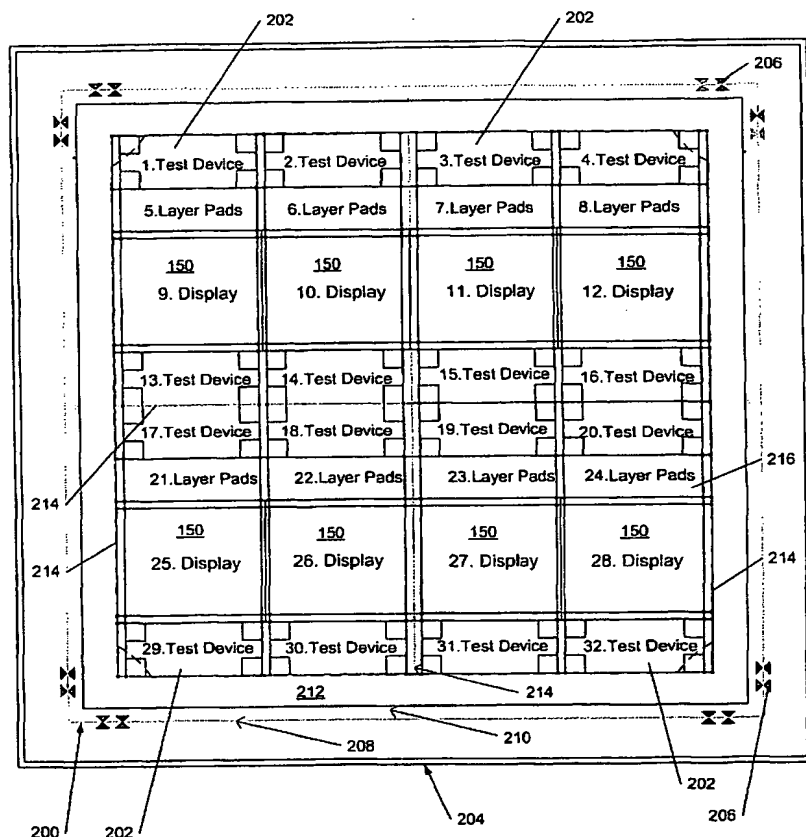 202
202
206
1.Test Device
2.Test Device
3.Test Device
4.Test Device
5.Layer Pads
6.Layer Pads
7.Layer Pads
8.Layer Pads
150
150
150
150
9. Display
10. Display
11. Display
12. Display
13.Test Device
14.Test Device
15.Test Device
16.Test Device
17.Test Device
18.Test Device
19.Test Device
20.Test Device
21.Layer Pads
22.Layer Pads
23.Layer Pads
24.Layer Pads
216
214
214
150
150
150
150
214
25. Display
26. Display
27. Display
28. Display
29.Test Device
30.Test Device
31.Test Device
32.Test Device
212
214
210
208
202
200
202
204
206